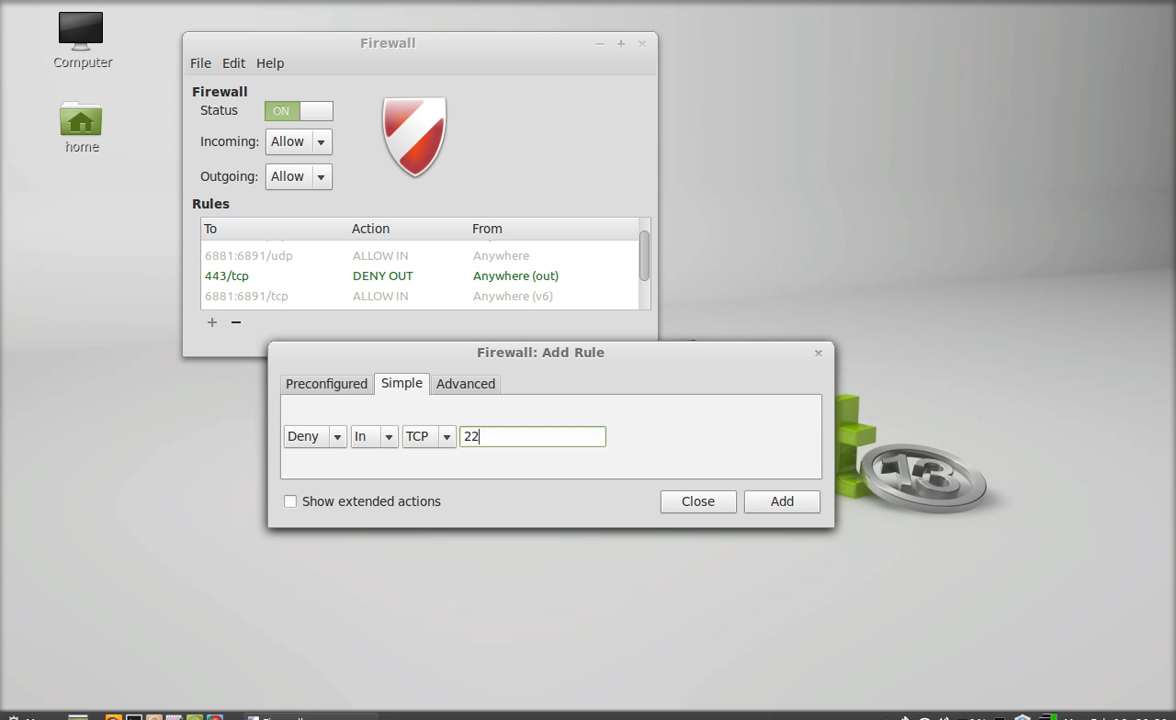 Computer
home
Firewall
File Edit Help
Firewall
Status ON
Incoming: Allow
Outgoing: Allow
Rules
To Action From
6881:6891/udp ALLOW IN Anywhere
443/tcp DENY OUT Anywhere (out)
6881:6891/tcp ALLOW IN Anywhere (v6)
Firewall: Add Rule
Preconfigured Simple Advanced
Deny In TCP 22
Show extended actions Close Add
13